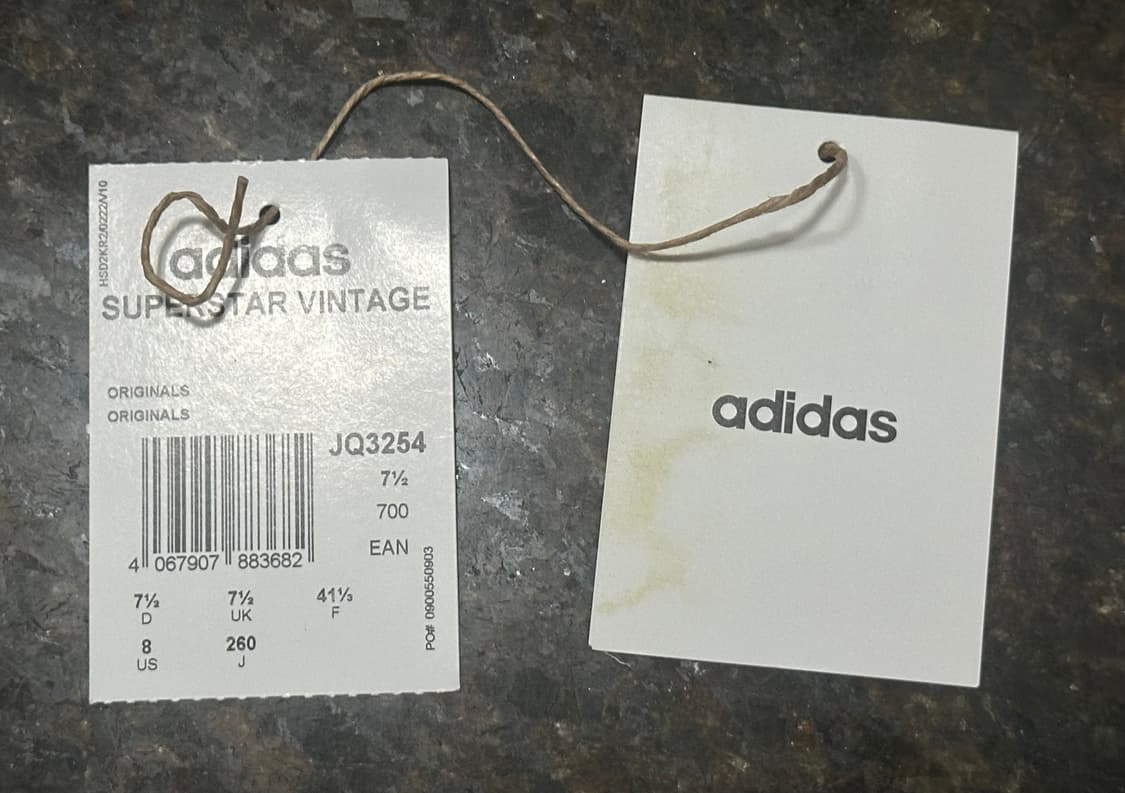 HSD2KR2/0222/V10
adidas
SUPERSTAR VINTAGE
ORIGINALS
ORIGINALS
JQ3254
7½
700
EAN
4 067907 883682
7½ 7½ 41⅓
D UK F
8 260
US J
PO# 0900550903
adidas